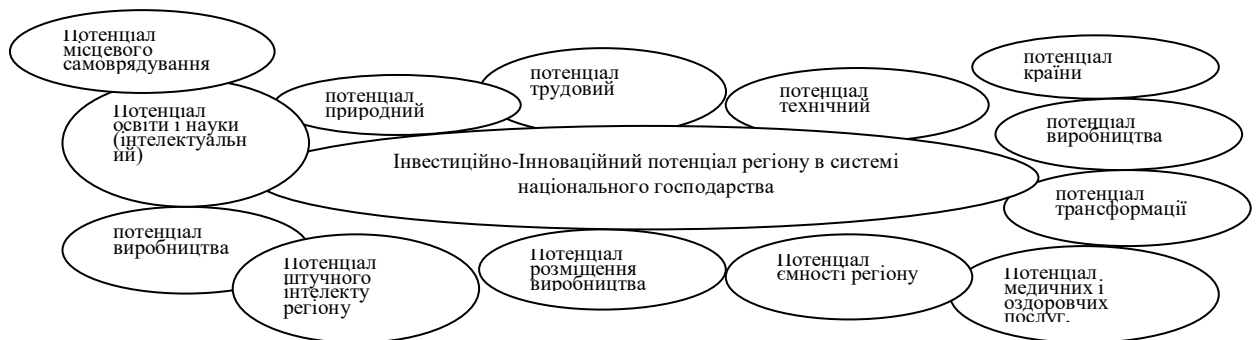 Потенціал
місцевого
самоврядування
потенціал
природний
потенціал
трудовий
потенціал
технічний
потенціал
країни
Потенціал
освіти і науки
(інтелектуальн
ий)
потенціал
виробництва
Інвестиційно-Інноваційний потенціал регіону в системі
національного господарства
потенціал
трансформації
потенціал
виробництва
Потенціал
штучного
інтелекту
регіону
Потенціал
розміщення
виробництва
Потенціал
ємності регіону
Потенціал
медичних і
оздоровчих
послуг.